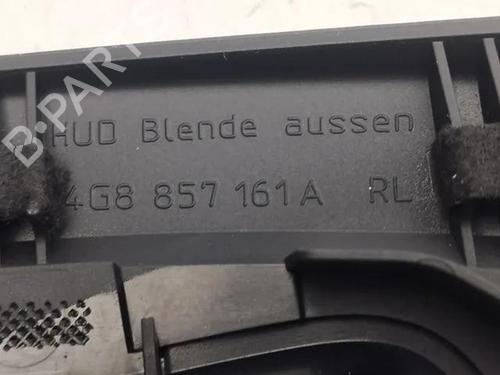 B-PARTS
HUD Blende aussen
4G8 857 161 A RL